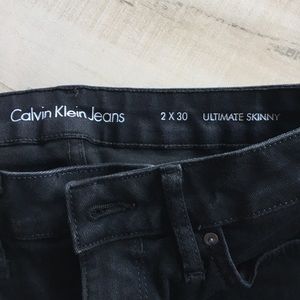 Calvin Klein Jeans 2 X 30 ULTIMATE SKINNY